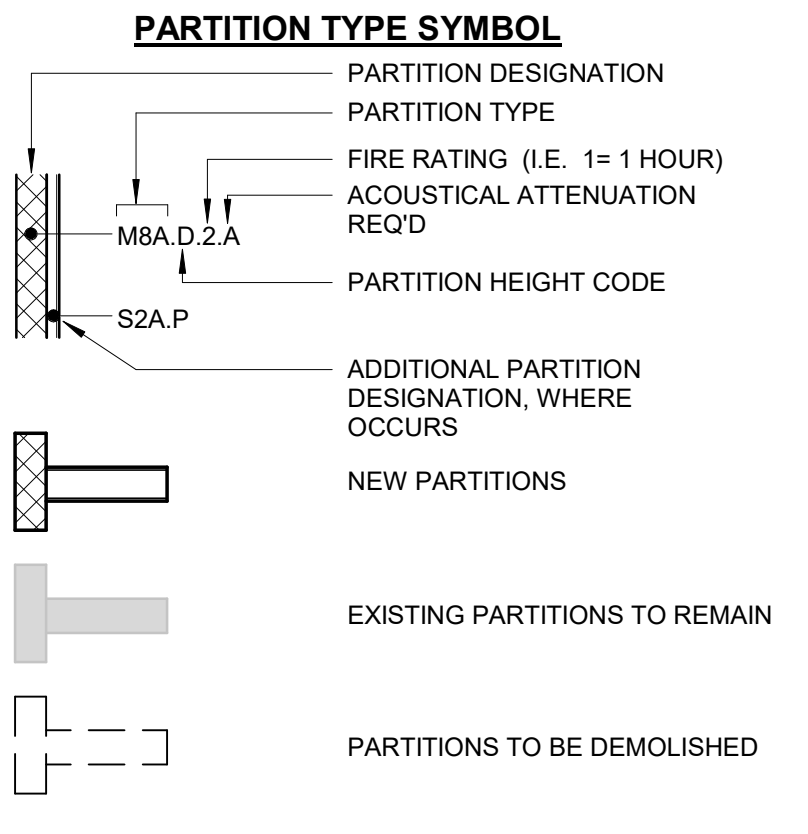 PARTITION TYPE SYMBOL
PARTITION DESIGNATION
PARTITION TYPE
FIRE RATING (I.E. 1= 1 HOUR)
ACOUSTICAL ATTENUATION
REQ'D
M8A.D.2.A
PARTITION HEIGHT CODE
S2A.P
ADDITIONAL PARTITION
DESIGNATION, WHERE
OCCURS
NEW PARTITIONS
EXISTING PARTITIONS TO REMAIN
PARTITIONS TO BE DEMOLISHED